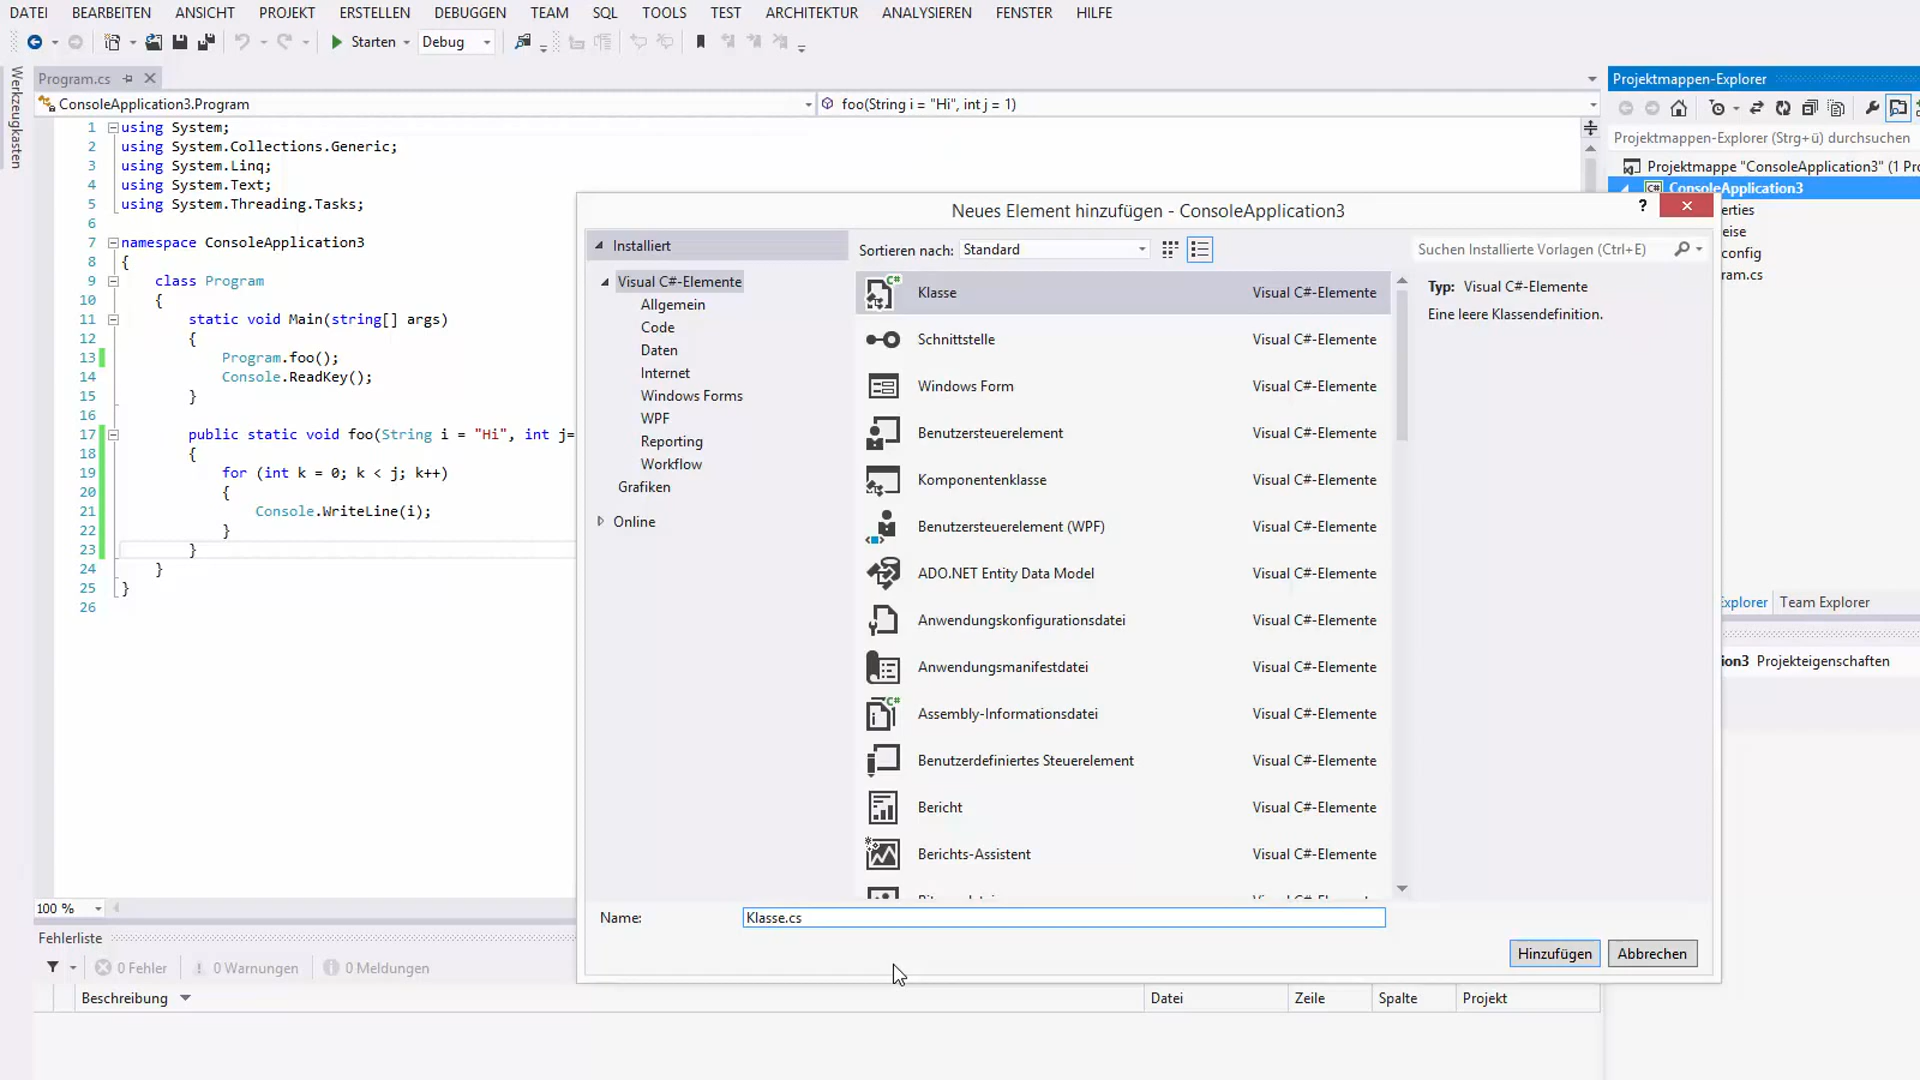 DATEI BEARBEITEN ANSICHT PROJEKT ERSTELLEN DEBUGGEN TEAM SQL TOOLS TEST ARCHITEKTUR ANALYSIEREN FENSTER HILFE
Starten Debug
Werkzeugkasten
Program.cs
Projektmappen-Explorer
ConsoleApplication3.Program
foo(String i = "Hi", int j = 1)
Projektmappen-Explorer (Strg+ü) durchsuchen
Projektmappe "ConsoleApplication3" (1 Pro
ConsoleApplication3
erties
eise
config
ram.cs
1 using System;
2 using System.Collections.Generic;
3 using System.Linq;
4 using System.Text;
5 using System.Threading.Tasks;
6
7 namespace ConsoleApplication3
8 {
9 class Program
10 {
11 static void Main(string[] args)
12 {
13 Program.foo();
14 Console.ReadKey();
15 }
16
17 public static void foo(String i = "Hi", int j=
18 {
19 for (int k = 0; k < j; k++)
20 {
21 Console.WriteLine(i);
22 }
23 }
24 }
25 }
26
Neues Element hinzufügen - ConsoleApplication3
?
Installiert
Visual C#-Elemente
Allgemein
Code
Daten
Internet
Windows Forms
WPF
Reporting
Workflow
Grafiken
Online
Sortieren nach: Standard
Suchen Installierte Vorlagen (Ctrl+E)
Klasse Visual C#-Elemente
Schnittstelle Visual C#-Elemente
Windows Form Visual C#-Elemente
Benutzersteuerelement Visual C#-Elemente
Komponentenklasse Visual C#-Elemente
Benutzersteuerelement (WPF) Visual C#-Elemente
ADO.NET Entity Data Model Visual C#-Elemente
Anwendungskonfigurationsdatei Visual C#-Elemente
Anwendungsmanifestdatei Visual C#-Elemente
Assembly-Informationsdatei Visual C#-Elemente
Benutzerdefiniertes Steuerelement Visual C#-Elemente
Bericht Visual C#-Elemente
Berichts-Assistent Visual C#-Elemente
Typ: Visual C#-Elemente
Eine leere Klassendefinition.
Name: Klasse.cs
Hinzufügen Abbrechen
Explorer Team Explorer
ion3 Projekteigenschaften
100 %
Fehlerliste
0 Fehler 0 Warnungen 0 Meldungen
Beschreibung Datei Zeile Spalte Projekt